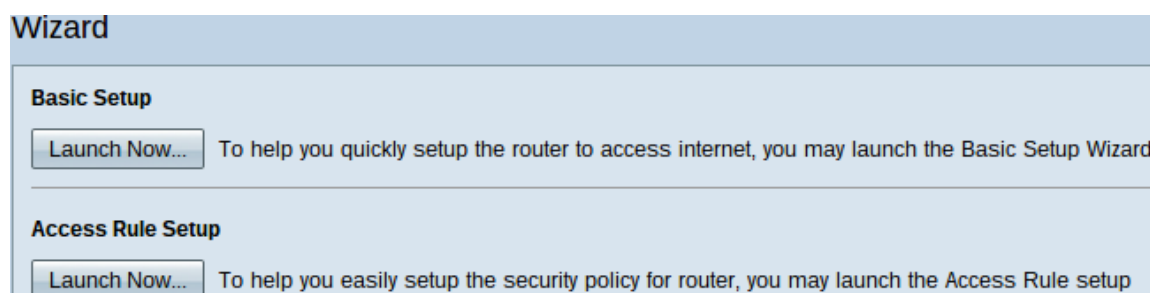 Wizard
Basic Setup
Launch Now... To help you quickly setup the router to access internet, you may launch the Basic Setup Wizard
Access Rule Setup
Launch Now... To help you easily setup the security policy for router, you may launch the Access Rule setup